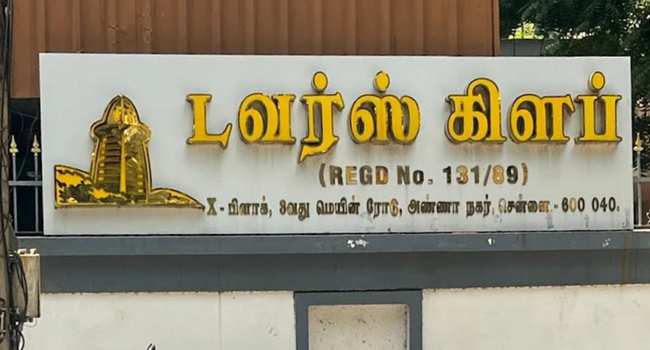 டவர்ஸ் கிளப்
(REGD No. 131/89)
X - பிளாக், 3வது மெயின் ரோடு, அண்ணா நகர், சென்னை - 600 040.